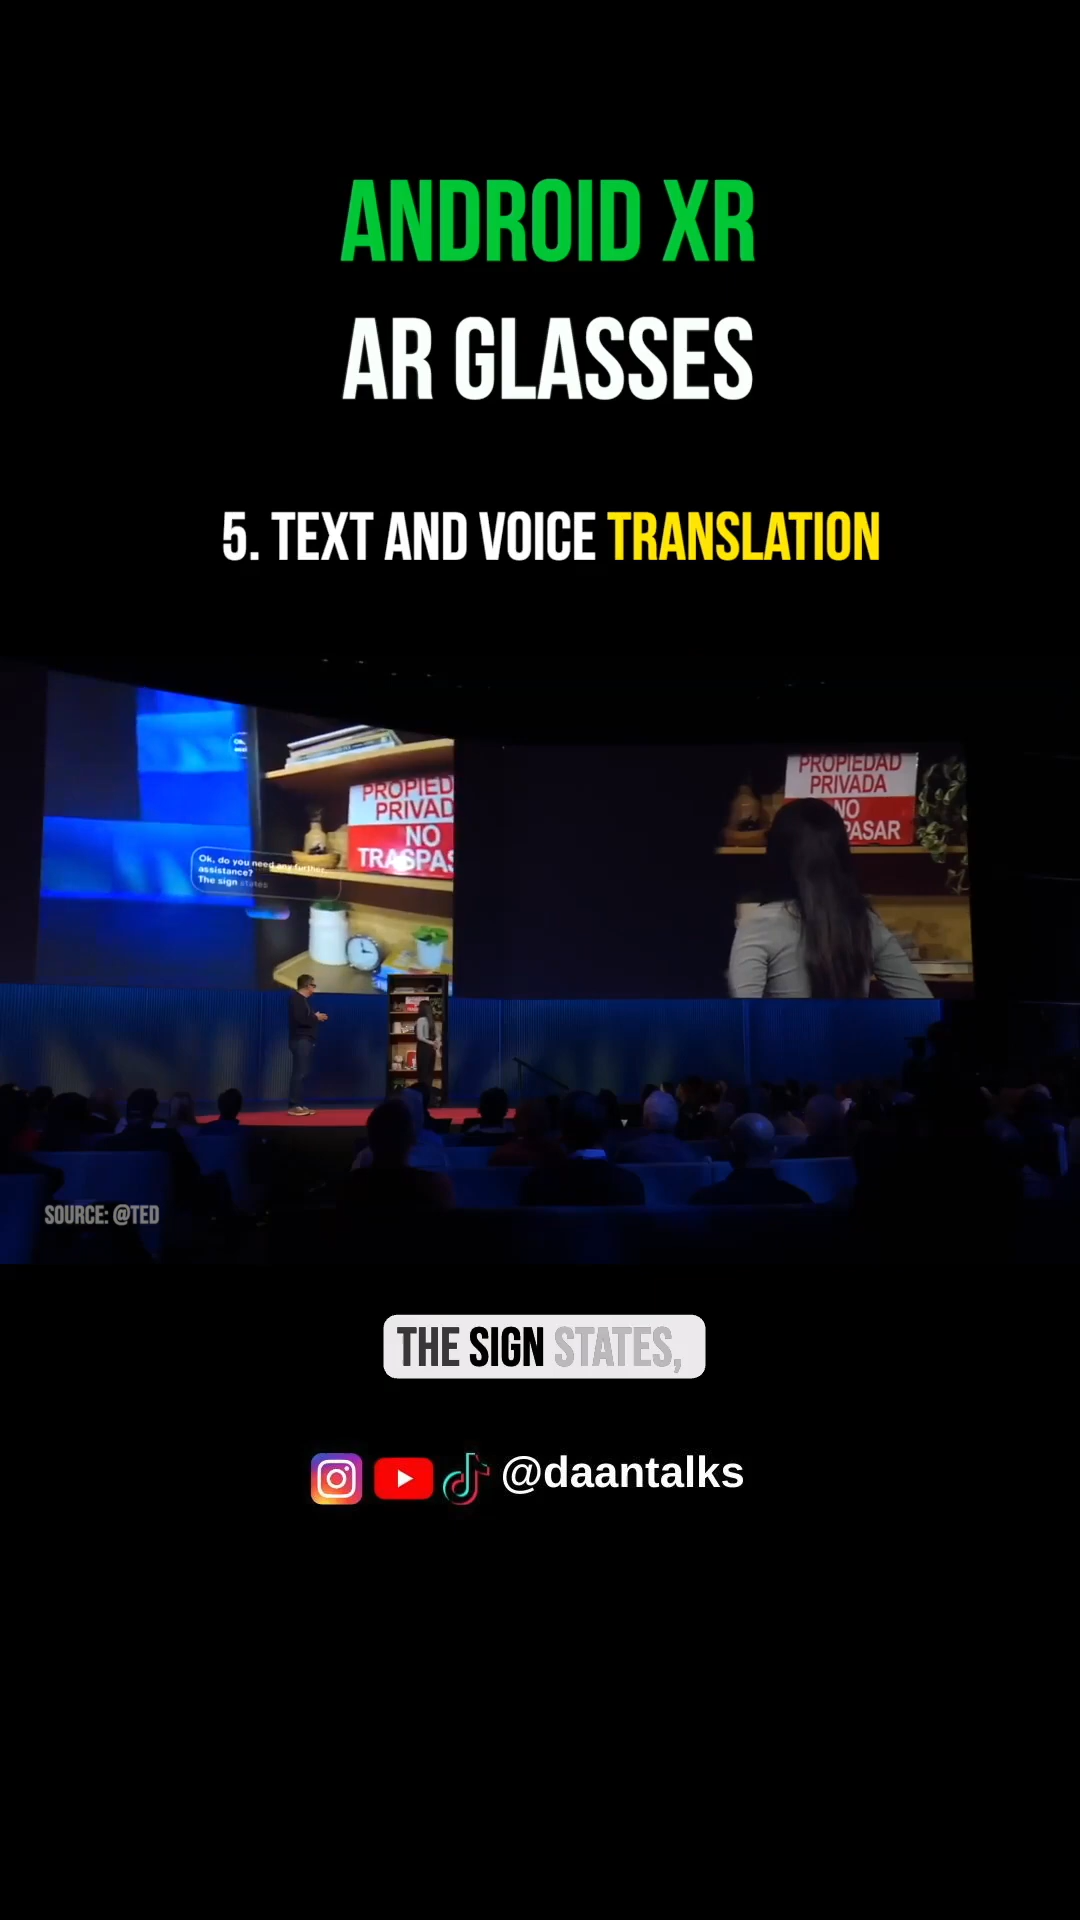 ANDROID XR
AR GLASSES
5. TEXT AND VOICE TRANSLATION
PROPIED
PRIVAD
NO
TRASPAS
Ok, do you need any further
assistance?
The sign states
PROPIEDAD
PRIVADA
NO
PASAR
SOURCE: @TED
THE SIGN STATES,
@daantalks